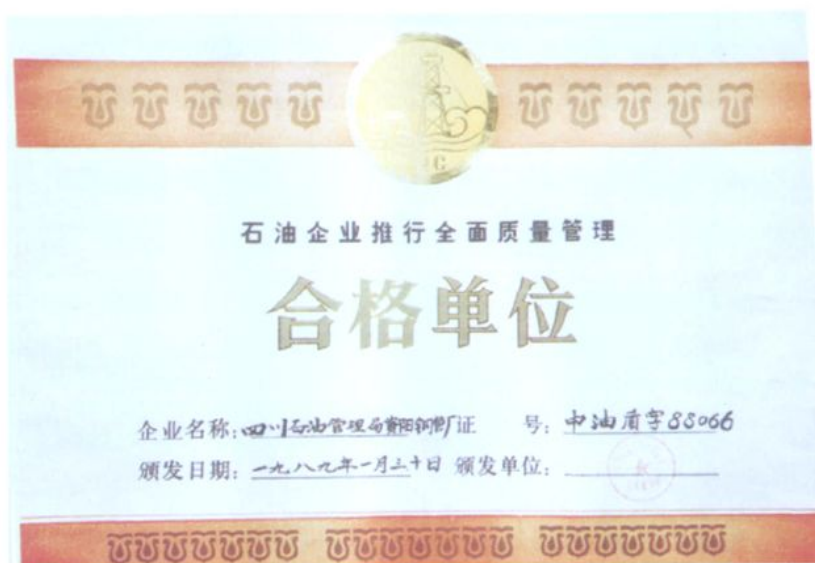 石油企业推行全面质量管理
合格单位
企业名称:四川石油管理局资阳钢管厂 证 号:中油质字88066
颁发日期:一九八九年一月三十日 颁发单位: